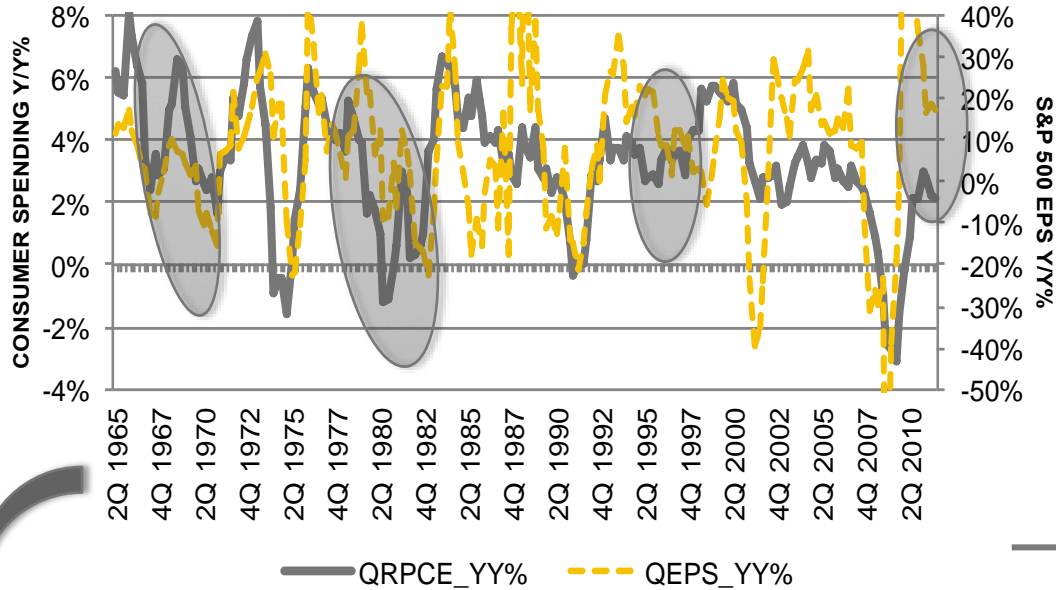 CONSUMER SPENDING Y/Y%
8%
6%
4%
2%
0%
-2%
-4%
40%
30%
20%
10%
0%
-10%
-20%
-30%
-40%
-50%
S&P 500 EPS Y/Y%
2Q 1965
4Q 1967
2Q 1970
4Q 1972
2Q 1975
4Q 1977
2Q 1980
4Q 1982
2Q 1985
4Q 1987
2Q 1990
4Q 1992
2Q 1995
4Q 1997
2Q 2000
4Q 2002
2Q 2005
4Q 2007
2Q 2010
QRPCE_YY%
QEPS_YY%